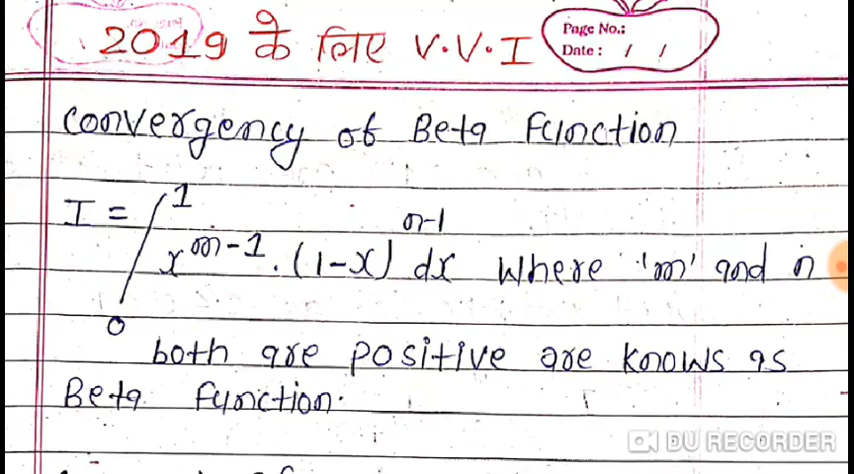 2019 के लिए V.V.I
Page No.:
Date : / /
Convergency of Beta Function
I = ∫₀¹ x^(m-1) . (1-x)^(n-1) dx where 'm' and n
both are positive are knows as
Beta function.
DU RECORDER